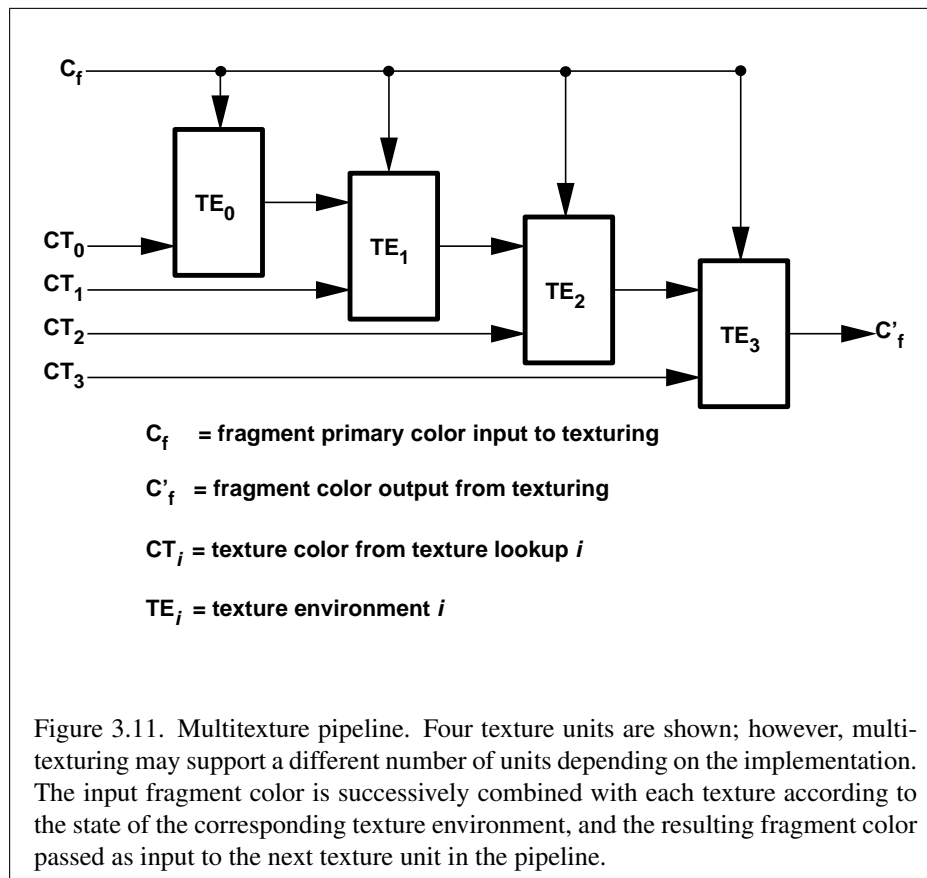 C_f
TE_0
CT_0
TE_1
CT_1
TE_2
CT_2
TE_3
C'_f
CT_3
C_f = fragment primary color input to texturing
C'_f = fragment color output from texturing
CT_i = texture color from texture lookup i
TE_i = texture environment i
Figure 3.11. Multitexture pipeline. Four texture units are shown; however, multi-
texturing may support a different number of units depending on the implementation.
The input fragment color is successively combined with each texture according to
the state of the corresponding texture environment, and the resulting fragment color
passed as input to the next texture unit in the pipeline.